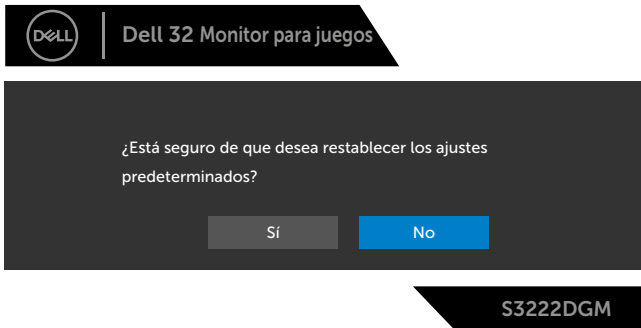 DELL
Dell 32 Monitor para juegos
¿Está seguro de que desea restablecer los ajustes
predeterminados?
Sí
No
S3222DGM